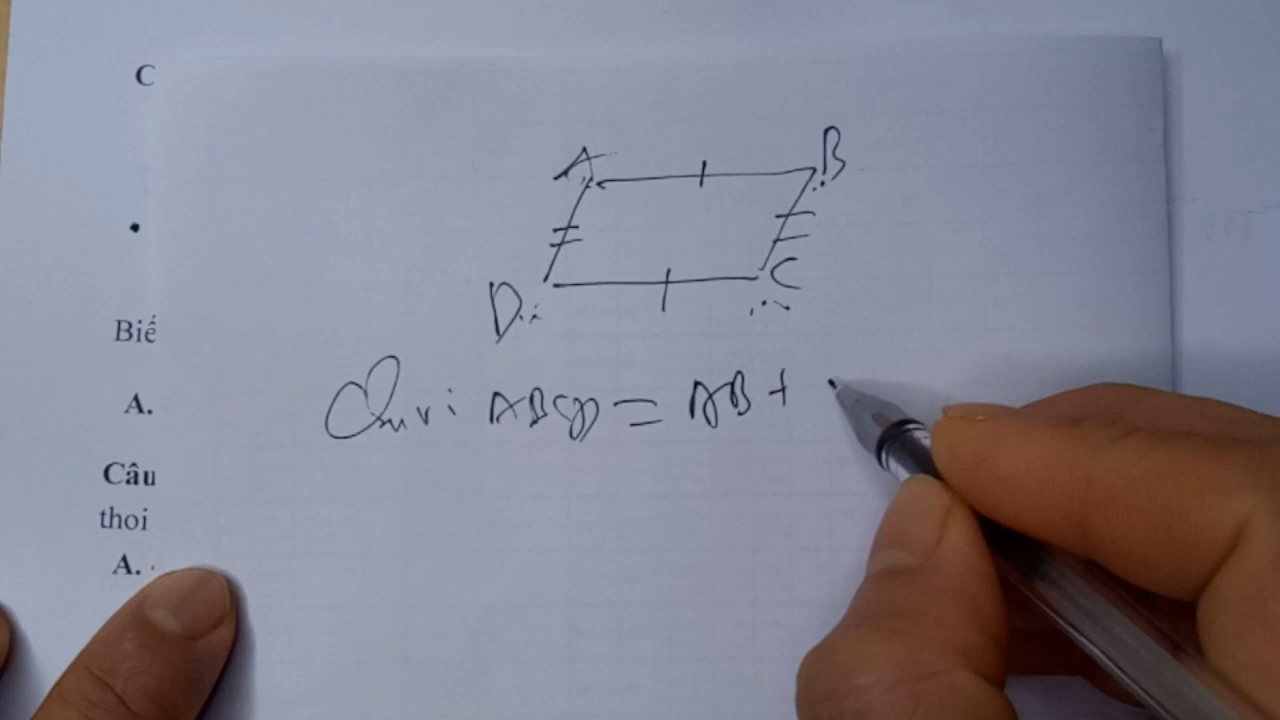 C
A
B
D
C
Biế
Chu vi ABCD = AB +
A.
Câu
thoi
A.